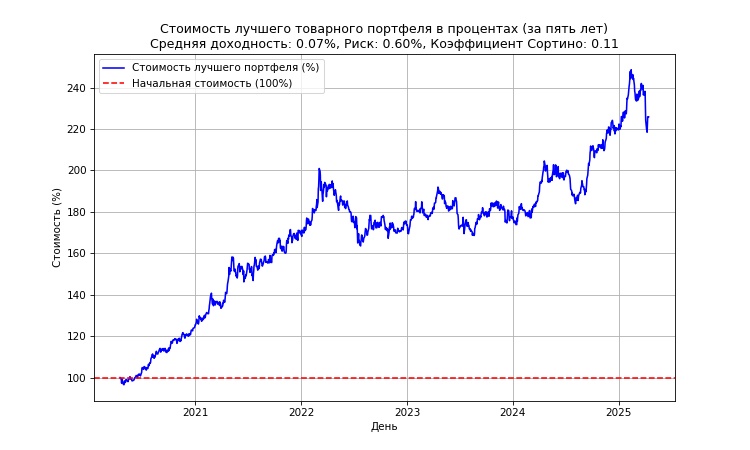 Стоимость лучшего товарного портфеля в процентах (за пять лет)
Средняя доходность: 0.07%, Риск: 0.60%, Коэффициент Сортино: 0.11
Стоимость лучшего портфеля (%)
Начальная стоимость (100%)
Стоимость (%)
240
220
200
180
160
140
120
100
2021
2022
2023
2024
2025
День